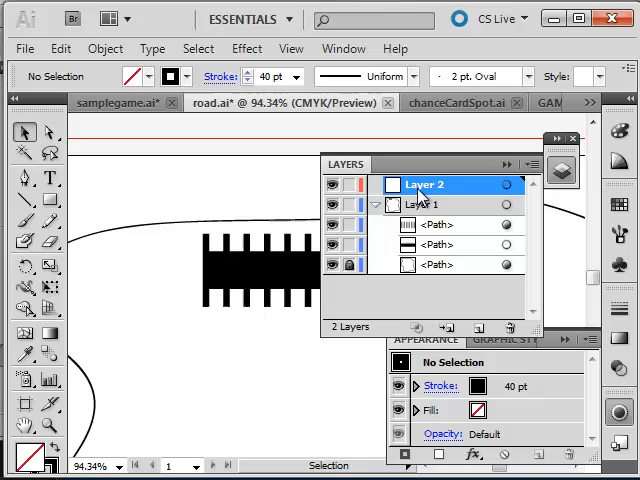 Ai Br ESSENTIALS CS Live
File Edit Object Type Select Effect View Window Help
No Selection Stroke: 40 pt Uniform 2 pt. Oval Style:
samplegame.ai* road.ai* @ 94.34% (CMYK/Preview) chanceCardSpot.ai GAM
LAYERS
Layer 2
Layer 1
<Path>
<Path>
<Path>
2 Layers
APPEARANCE GRAPHIC STY
No Selection
Stroke: 40 pt
Fill:
Opacity: Default
fx
94.34% 1 Selection